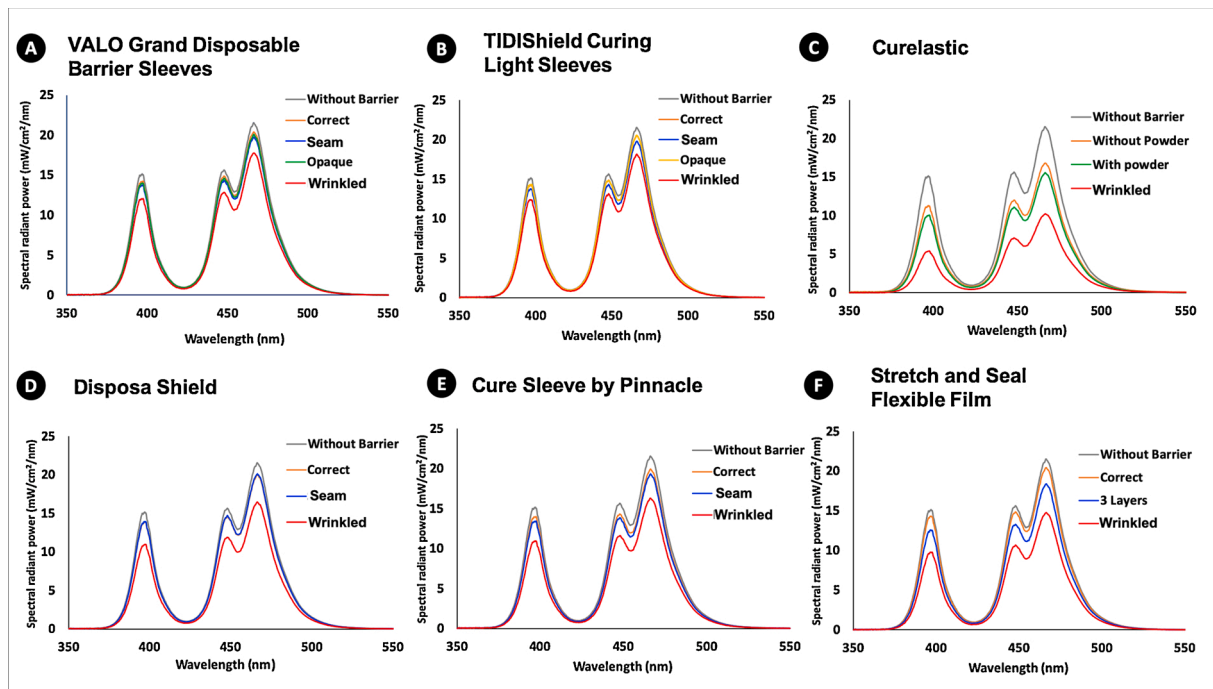 A
VALO Grand Disposable
Barrier Sleeves
Spectral radiant power (mW/cm²/nm)
25
20
15
10
5
0
Without Barrier
Correct
Seam
Opaque
Wrinkled
350
400
450
500
550
Wavelength (nm)
B
TIDIShield Curing
Light Sleeves
Spectral radiant power (mW/cm²/nm)
25
20
15
10
5
0
Without Barrier
Correct
Seam
Opaque
Wrinkled
350
400
450
500
550
Wavelength (nm)
C
Curelastic
Spectral radiant power (mW/cm²/nm)
25
20
15
10
5
0
Without Barrier
Without Powder
With powder
Wrinkled
350
400
450
500
550
Wavelength (nm)
D
Disposa Shield
Spectral radiant power (mW/cm²/nm)
25
20
15
10
5
0
Without Barrier
Correct
Seam
Wrinkled
350
400
450
500
550
Wavelength (nm)
E
Cure Sleeve by Pinnacle
Spectral radiant power (mW/cm²/nm)
25
20
15
10
5
0
Without Barrier
Correct
Seam
Wrinkled
350
400
450
500
550
Wavelength (nm)
F
Stretch and Seal
Flexible Film
Spectral radiant power (mW/cm²/nm)
25
20
15
10
5
0
Without Barrier
Correct
3 Layers
Wrinkled
350
400
450
500
550
Wavelength (nm)